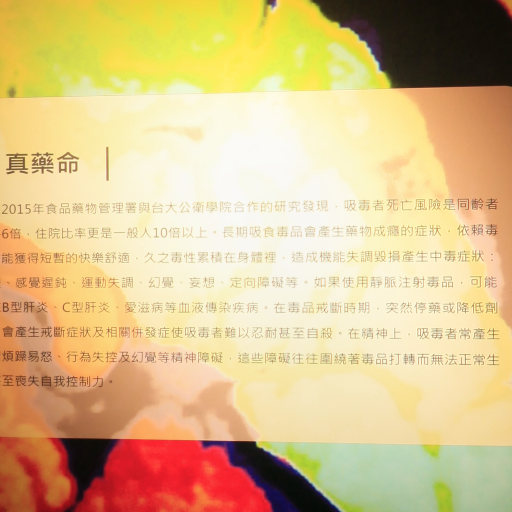 真藥命
2015年食品藥物管理署與台大公衛學院合作的研究發現，吸毒者死亡風險是同齡者
6倍，住院比率更是一般人10倍以上。長期吸食毒品會產生藥物成癮的症狀，依賴毒
能獲得短暫的快樂舒適，久之毒性累積在身體裡，造成機能失調毀損產生中毒症狀：
、感覺遲鈍、運動失調、幻覺、妄想、定向障礙等。如果使用靜脈注射毒品，可能
B型肝炎、C型肝炎、愛滋病等血液傳染疾病。在毒品戒斷時期，突然停藥或降低劑
會產生戒斷症狀及相關併發症使吸毒者難以忍耐甚至自殺。在精神上，吸毒者常產生
煩躁易怒、行為失控及幻覺等精神障礙，這些障礙往往圍繞著毒品打轉而無法正常生
至喪失自我控制力。